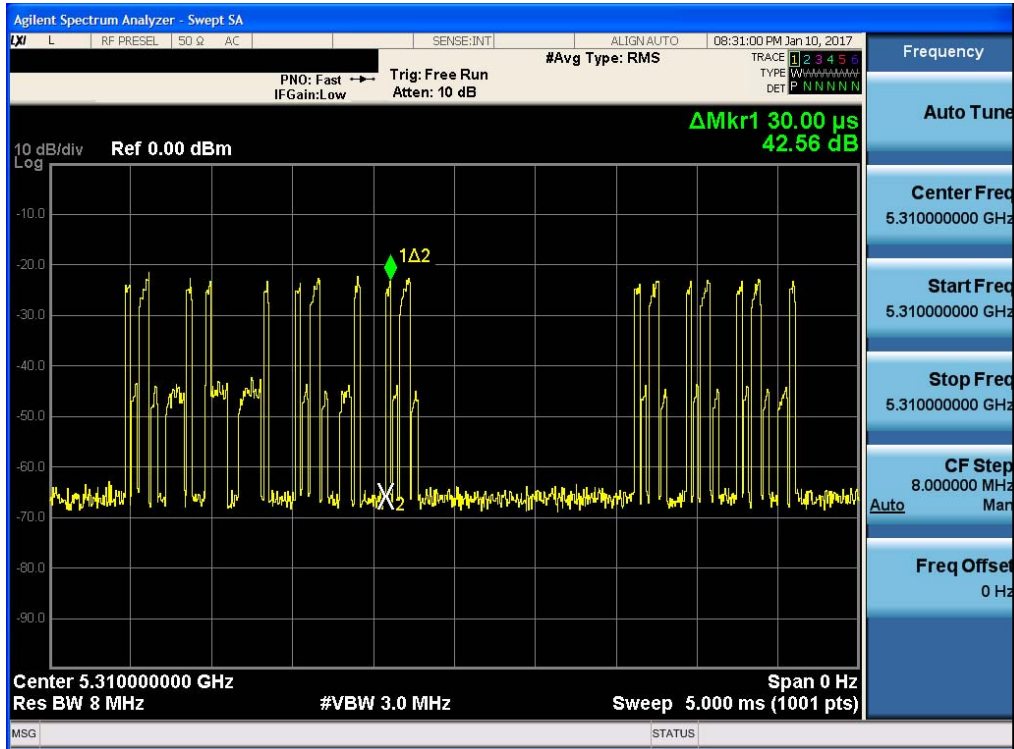 Agilent Spectrum Analyzer - Swept SA
LXI L RF PRESEL 50 Ω AC SENSE:INT ALIGN AUTO 08:31:00 PM Jan 10, 2017
#Avg Type: RMS TRACE 1 2 3 4 5 6
PNO: Fast Trig: Free Run TYPE W
IFGain:Low Atten: 10 dB DET P N N N N N
ΔMkr1 30.00 µs
42.56 dB
10 dB/div Ref 0.00 dBm
Log
-10.0
-20.0
1Δ2
-30.0
-40.0
-50.0
-60.0
X2
-70.0
-80.0
-90.0
Center 5.310000000 GHz Span 0 Hz
Res BW 8 MHz #VBW 3.0 MHz Sweep 5.000 ms (1001 pts)
MSG STATUS
Frequency
Auto Tune
Center Freq
5.310000000 GHz
Start Freq
5.310000000 GHz
Stop Freq
5.310000000 GHz
CF Step
8.000000 MHz
Auto Man
Freq Offset
0 Hz